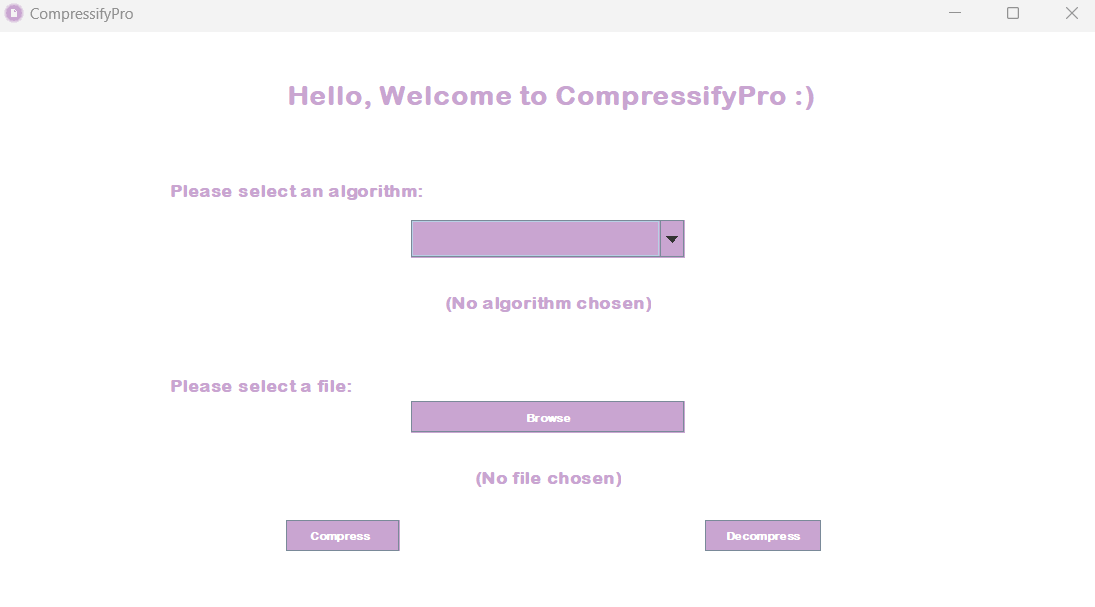 CompressifyPro
Hello, Welcome to CompressifyPro :)
Please select an algorithm:
(No algorithm chosen)
Please select a file:
Browse
(No file chosen)
Compress
Decompress